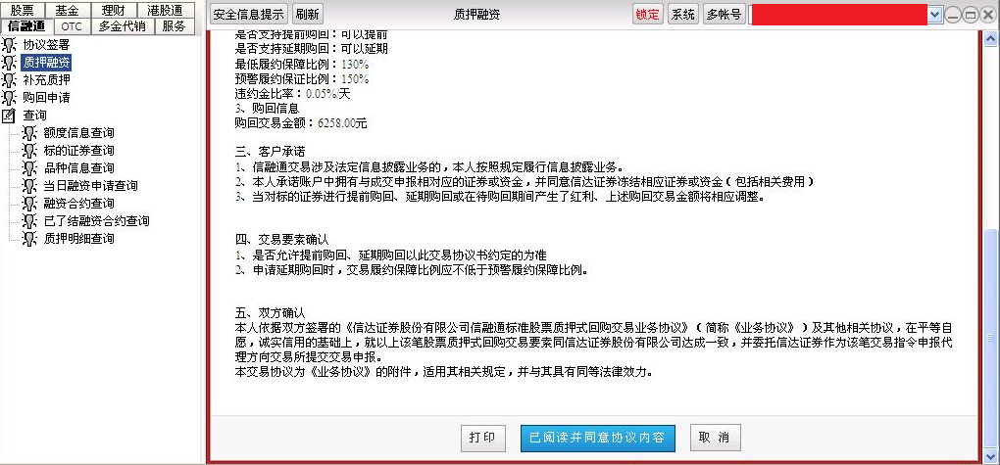 股票 基金 理财 港股通
信融通 OTC 多金代销 服务
安全信息提示 刷新 质押融资 锁定 系统 多帐号
协议签署
质押融资
补充质押
购回申请
查询
额度信息查询
标的证券查询
品种信息查询
当日融资申请查询
融资合约查询
已了结融资合约查询
质押明细查询
是否支持提前购回：可以提前
是否支持延期购回：可以延期
最低履约保障比例：130%
预警履约保证比例：150%
违约金比率：0.05%/天
3、购回信息
购回交易金额：6258.00元
三、客户承诺
1、信融通交易涉及法定信息披露业务的，本人按照规定履行信息披露业务。
2、本人承诺账户中拥有与成交申报相对应的证券或资金，并同意信达证券冻结相应证券或资金（包括相关费用）
3、当对标的证券进行提前购回、延期购回或在待购回期间产生了红利、上述购回交易金额将相应调整。
四、交易要素确认
1、是否允许提前购回、延期购回以此交易协议书约定的为准
2、申请延期购回时，交易履约保障比例应不低于预警履约保障比例。
五、双方确认
本人依据双方签署的《信达证券股份有限公司信融通标准股票质押式回购交易业务协议》（简称《业务协议》）及其他相关协议，在平等自
愿，诚实信用的基础上，就以上该笔股票质押式回购交易要素同信达证券股份有限公司达成一致，并委托信达证券作为该笔交易指令申报代
理方向交易所提交交易申报。
本交易协议为《业务协议》的附件，适用其相关规定，并与其具有同等法律效力。
打印 已阅读并同意协议内容 取 消